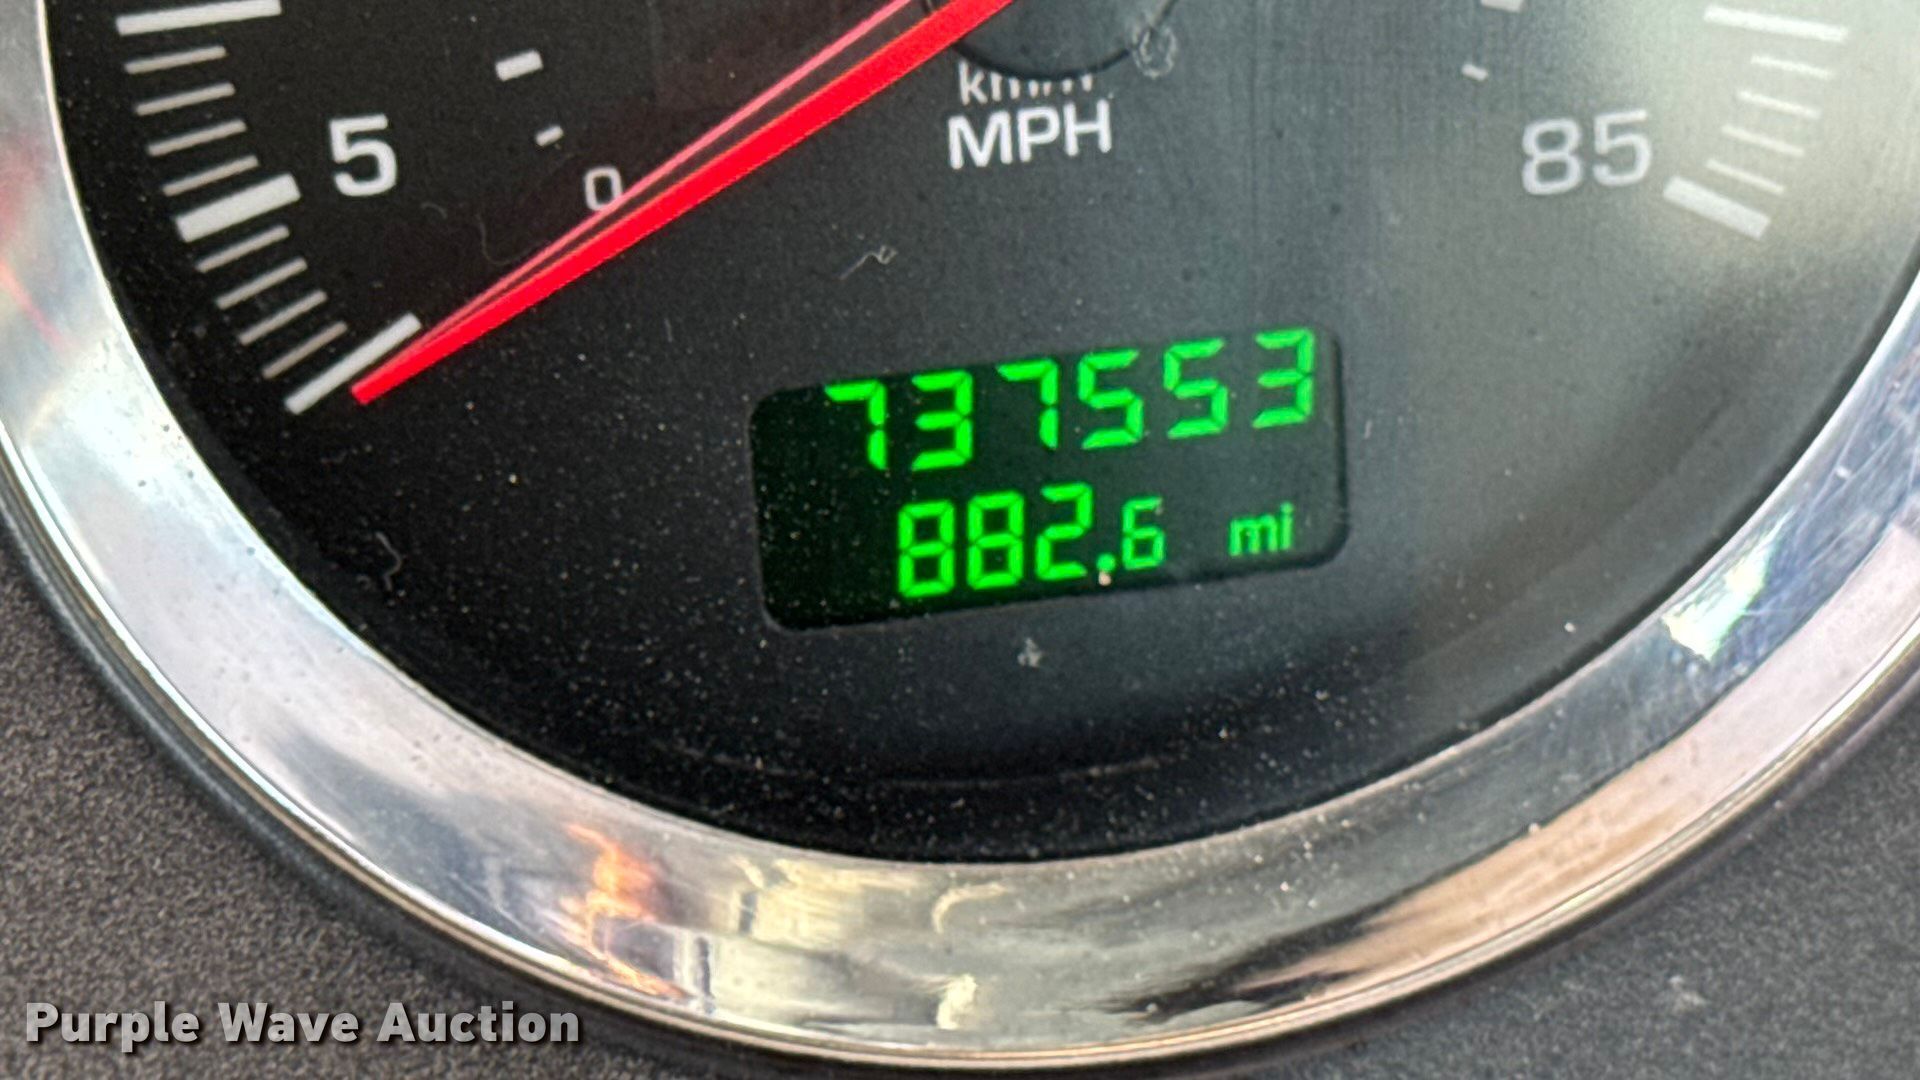 km/h
MPH
5
0
85
737553
882.6 mi
Purple Wave Auction